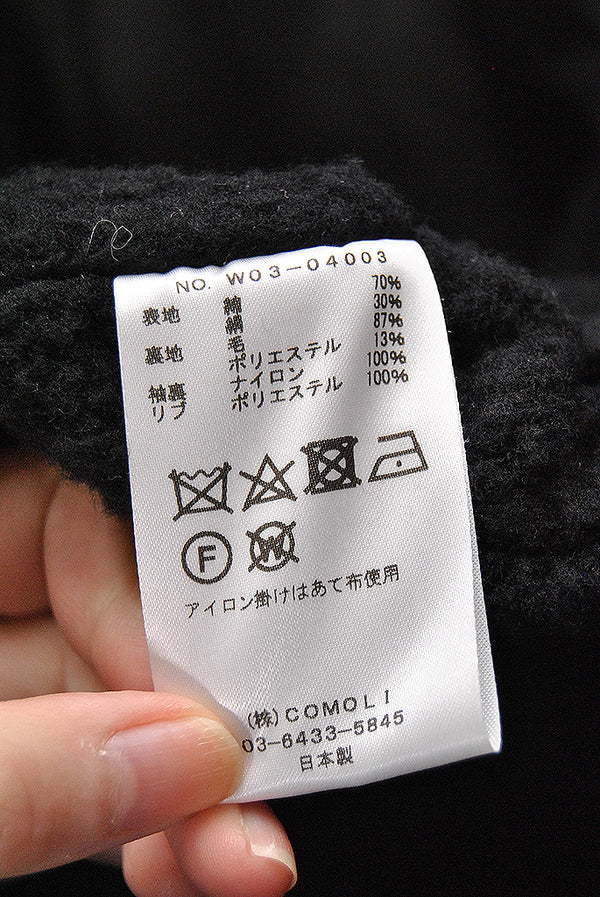 NO. W03-04003
表地 綿 70%
絹 30%
裏地 毛 87%
ポリエステル 13%
袖裏 ナイロン 100%
リブ ポリエステル 100%
F W
アイロン掛けはあて布使用
(株)COMOLI
03-6433-5845
日本製